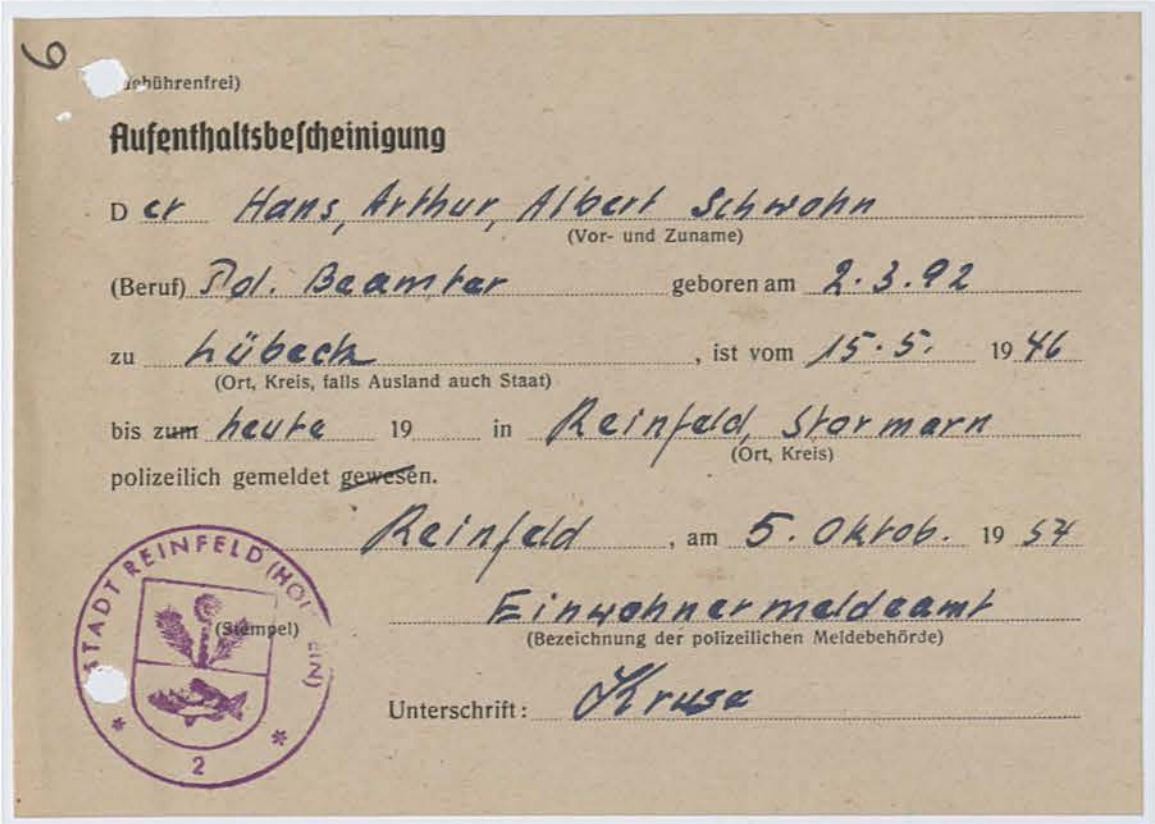 6
gebührenfrei)
Aufenthaltsbescheinigung
Der Hans, Arthur, Albert Schwohn
(Vor- und Zuname)
(Beruf) Pol. Beamter geboren am 2.3.92
zu Lübeck, ist vom 15.5. 1946
(Ort, Kreis, falls Ausland auch Staat)
bis zum heute 19 in Reinfeld, Stormarn
(Ort, Kreis)
polizeilich gemeldet gewesen.
Reinfeld, am 5. Oktob. 1954
Einwohnermeldeamt
(Bezeichnung der polizeilichen Meldebehörde)
Unterschrift: Kruse
STADT REINFELD (HOLSTEIN)
(Stempel)
* 2 *